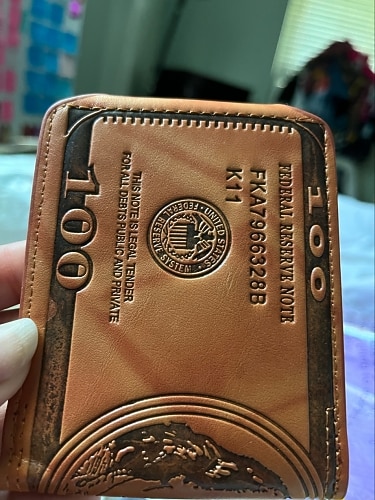 100
FEDERAL RESERVE NOTE
FKA7966328B
K11
UNITED STATES FEDERAL RESERVE SYSTEM
THIS NOTE IS LEGAL TENDER
FOR ALL DEBTS PUBLIC AND PRIVATE
100